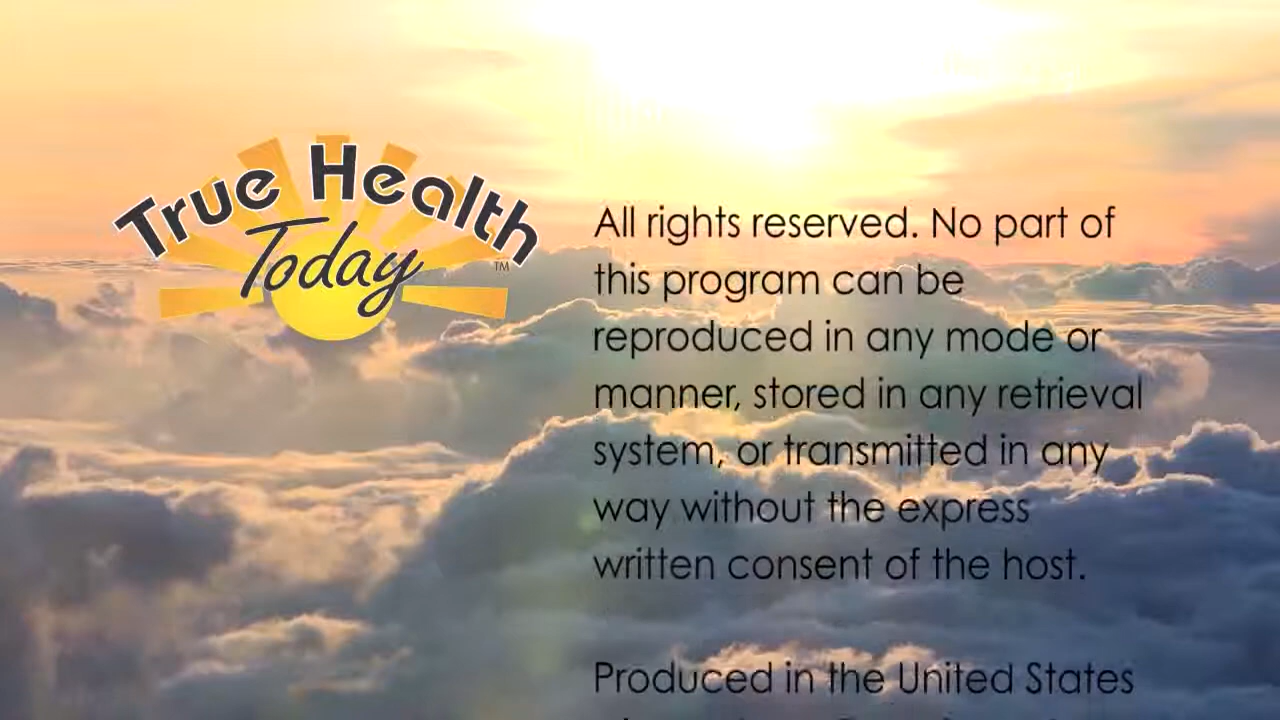 True Health
Today
TM
All rights reserved. No part of
this program can be
reproduced in any mode or
manner, stored in any retrieval
system, or transmitted in any
way without the express
written consent of the host.
Produced in the United States